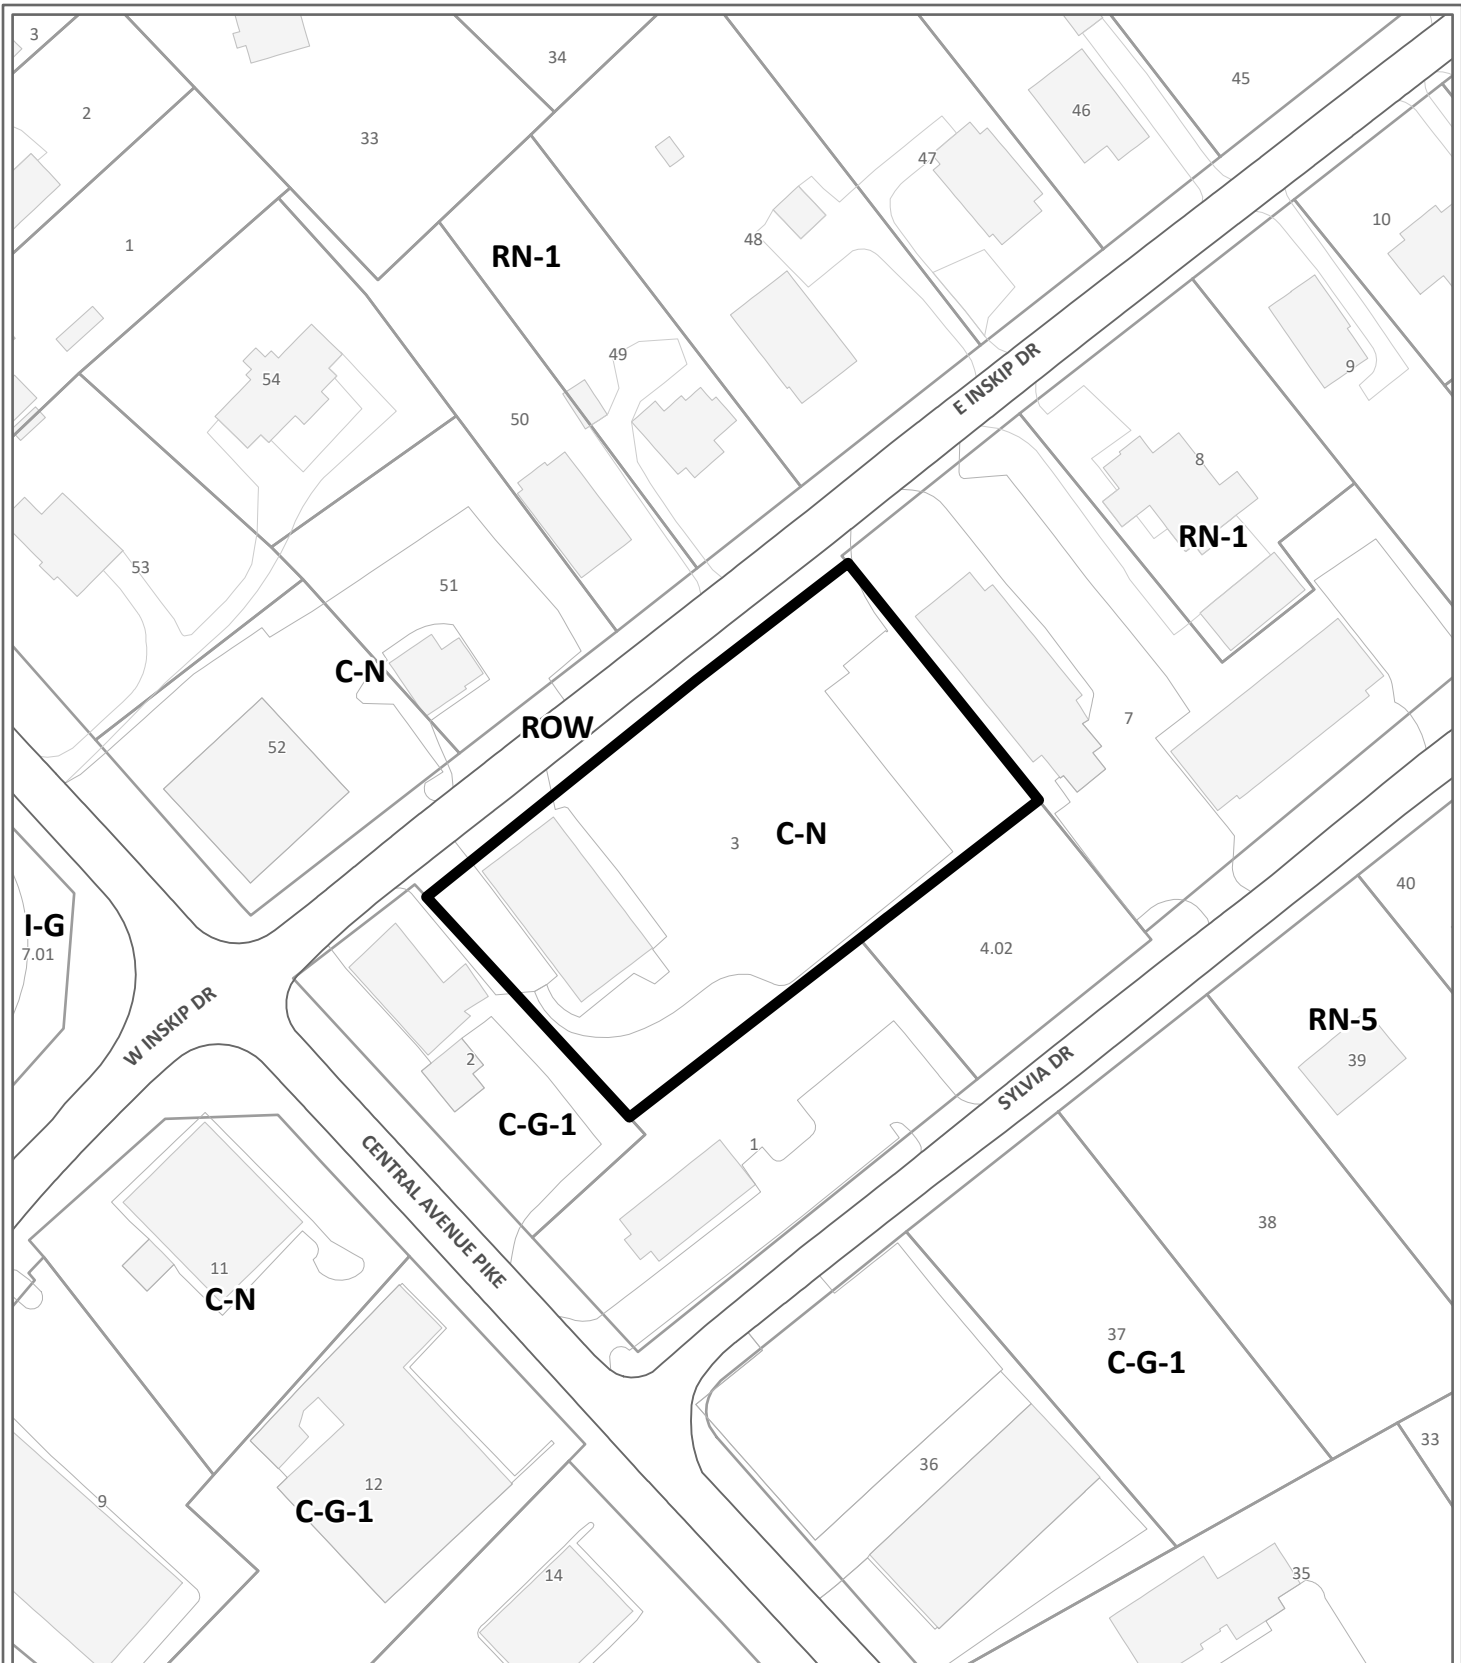 3
34
2
33
45
46
47
1
10
48
RN-1
49
E INSKIP DR
9
54
50
8
RN-1
53
51
C-N
ROW
52
7
3
C-N
40
I-G
7.01
4.02
W INSKIP DR
RN-5
39
2
SYLVIA DR
C-G-1
1
CENTRAL AVENUE PIKE
38
11
C-N
37
C-G-1
33
36
12
9
C-G-1
14
35